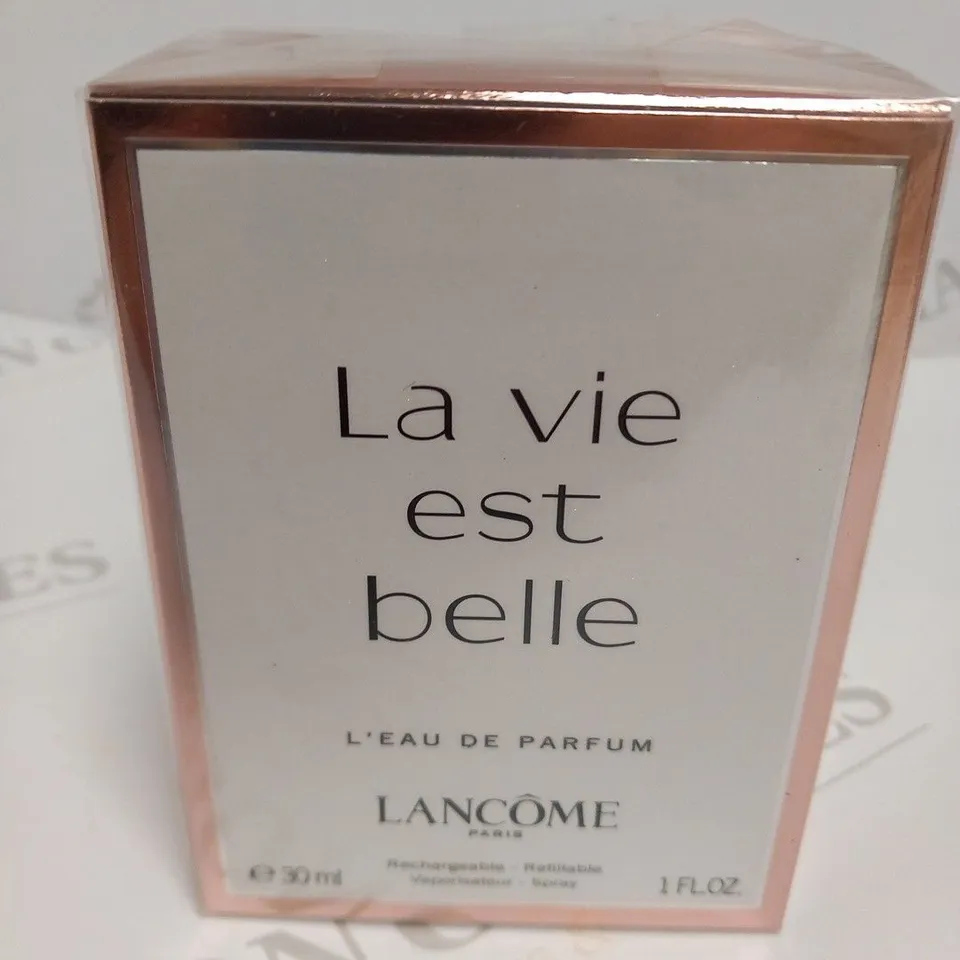 La vie
est
belle
L'EAU DE PARFUM
LANCÔME
PARIS
Rechargeable - Refillable
Vaporisateur - Spray
℮ 30 ml
1 FL.OZ.